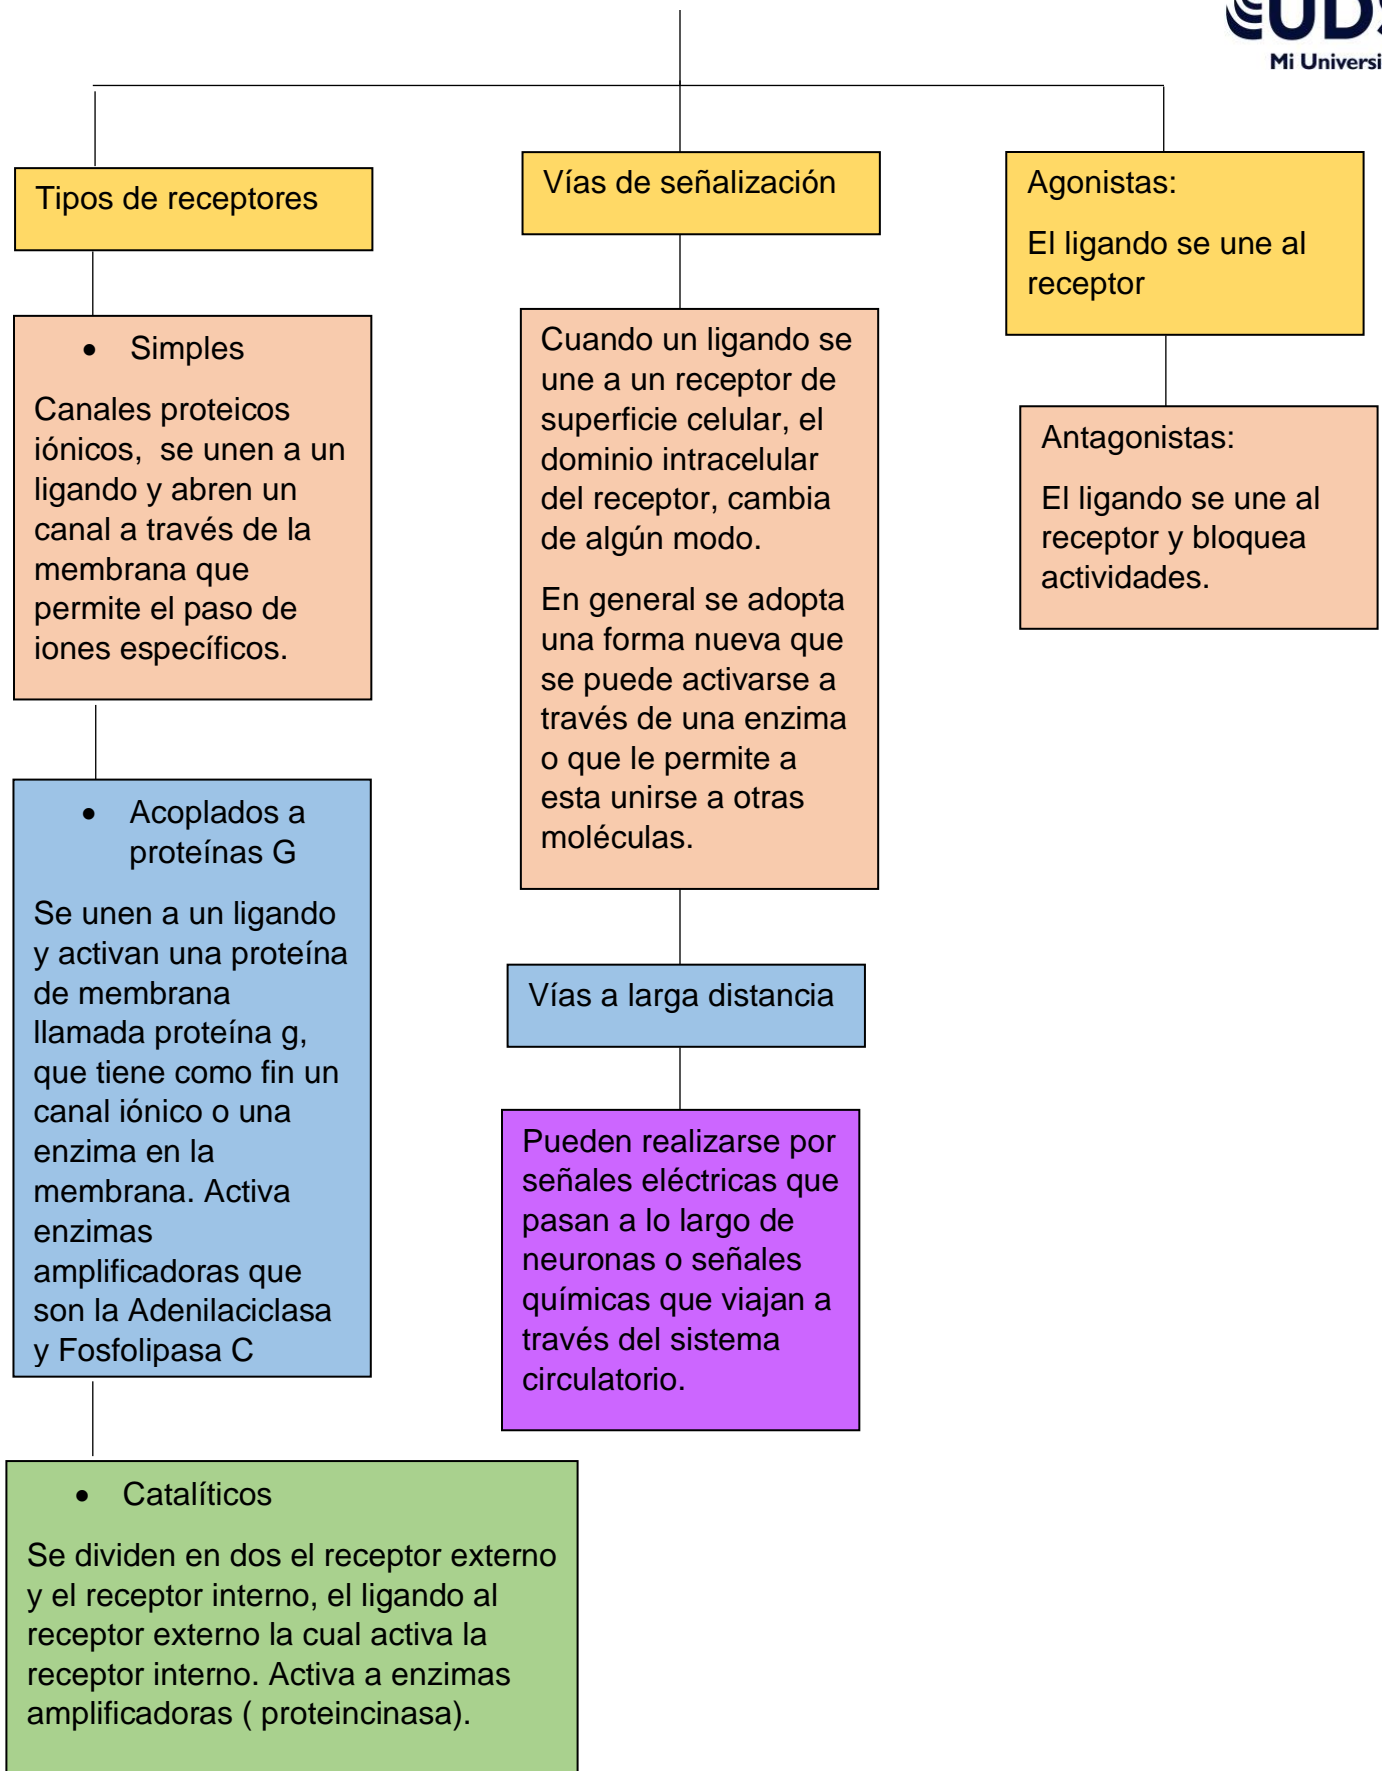 Mi Universi
Tipos de receptores
• Simples
Canales proteicos
iónicos, se unen a un
ligando y abren un
canal a través de la
membrana que
permite el paso de
iones específicos.
• Acoplados a
proteínas G
Se unen a un ligando
y activan una proteína
de membrana
llamada proteína g,
que tiene como fin un
canal iónico o una
enzima en la
membrana. Activa
enzimas
amplificadoras que
son la Adenilaciclasa
y Fosfolipasa C
• Catalíticos
Se dividen en dos el receptor externo
y el receptor interno, el ligando al
receptor externo la cual activa la
receptor interno. Activa a enzimas
amplificadoras ( proteincinasa).
Vías de señalización
Cuando un ligando se
une a un receptor de
superficie celular, el
dominio intracelular
del receptor, cambia
de algún modo.
En general se adopta
una forma nueva que
se puede activarse a
través de una enzima
o que le permite a
esta unirse a otras
moléculas.
Vías a larga distancia
Pueden realizarse por
señales eléctricas que
pasan a lo largo de
neuronas o señales
químicas que viajan a
través del sistema
circulatorio.
Agonistas:
El ligando se une al
receptor
Antagonistas:
El ligando se une al
receptor y bloquea
actividades.